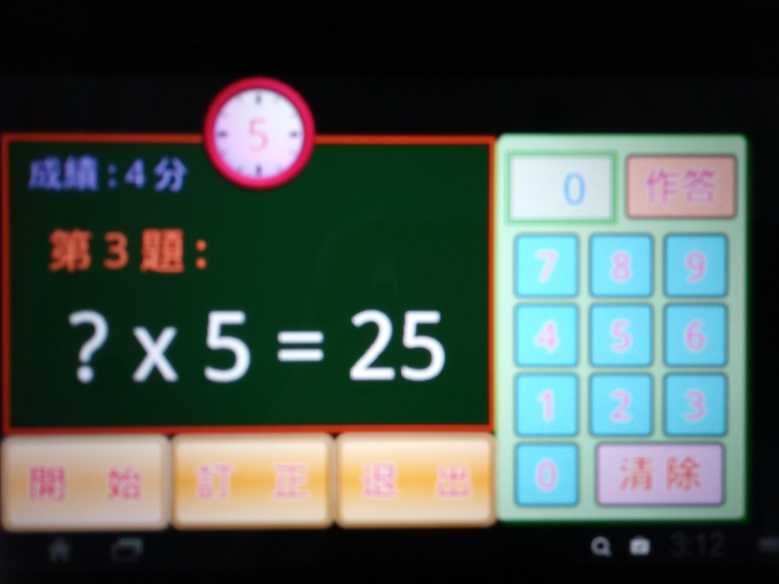 5
成績:4分
第3題:
? x 5 = 25
開始 訂正 退出
0 作答
7 8 9
4 5 6
1 2 3
0 清除
3:12